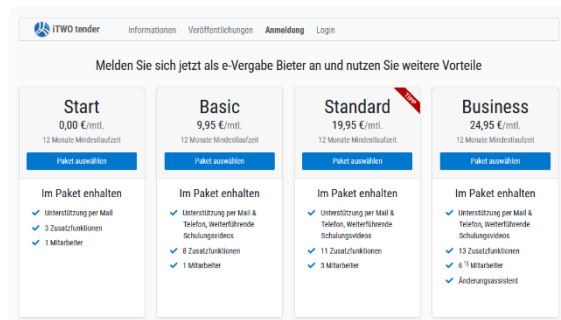 iTWO tender Informationen Veröffentlichungen Anmeldung Login
Melden Sie sich jetzt als e-Vergabe Bieter an und nutzen Sie weitere Vorteile
Start
0,00 €/mtl.
12 Monate Mindestlaufzeit
Paket auswählen
Im Paket enthalten
Unterstützung per Mail
3 Zusatzfunktionen
1 Mitarbeiter
Basic
9,95 €/mtl.
12 Monate Mindestlaufzeit
Paket auswählen
Im Paket enthalten
Unterstützung per Mail &
Telefon, Weiterführende
Schulungsvideos
8 Zusatzfunktionen
1 Mitarbeiter
TIPP
Standard
19,95 €/mtl.
12 Monate Mindestlaufzeit
Paket auswählen
Im Paket enthalten
Unterstützung per Mail &
Telefon, Weiterführende
Schulungsvideos
11 Zusatzfunktionen
3 Mitarbeiter
Business
24,95 €/mtl.
12 Monate Mindestlaufzeit
Paket auswählen
Im Paket enthalten
Unterstützung per Mail &
Telefon, Weiterführende
Schulungsvideos
13 Zusatzfunktionen
6 1) Mitarbeiter
Änderungsassistent